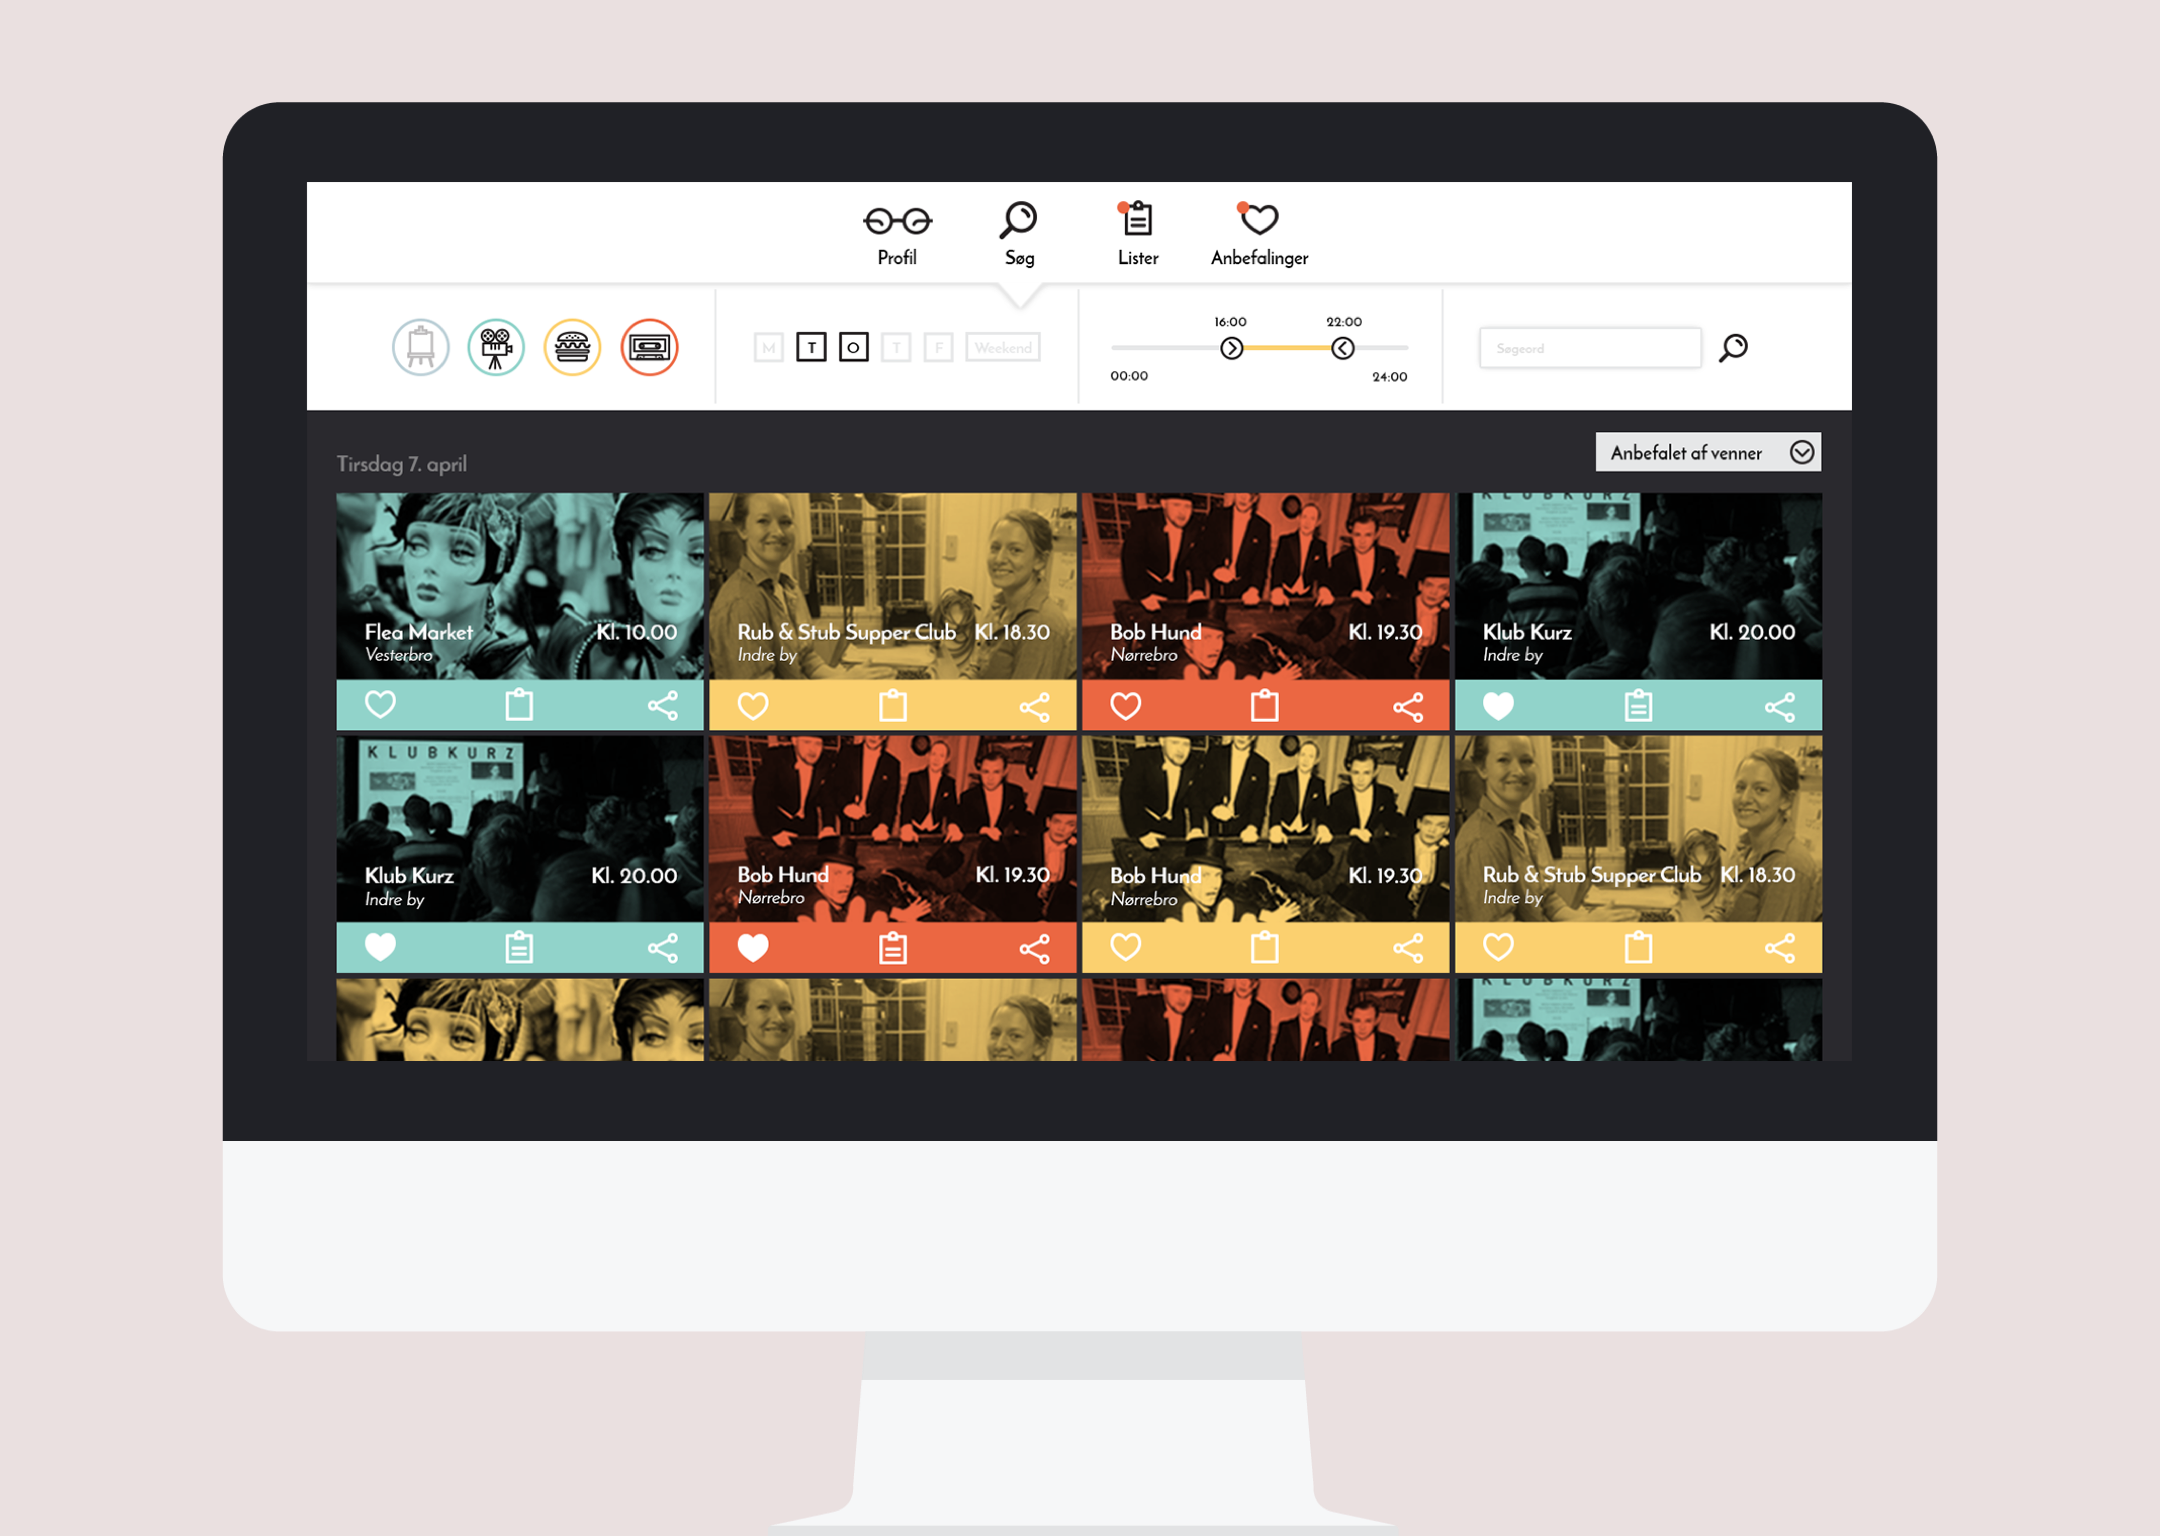 Profil
Søg
Lister
Anbefalinger
M T O T F Weekend
16:00 22:00
00:00 24:00
Søgeord
Tirsdag 7. april
Anbefalet af venner
Flea Market Kl. 10.00
Vesterbro
Rub & Stub Supper Club Kl. 18.30
Indre by
Bob Hund Kl. 19.30
Nørrebro
KLUBKURZ
Klub Kurz Kl. 20.00
Indre by
KLUBKURZ
Klub Kurz Kl. 20.00
Indre by
Bob Hund Kl. 19.30
Nørrebro
Bob Hund Kl. 19.30
Nørrebro
Rub & Stub Supper Club Kl. 18.30
Indre by
KLUBKURZ